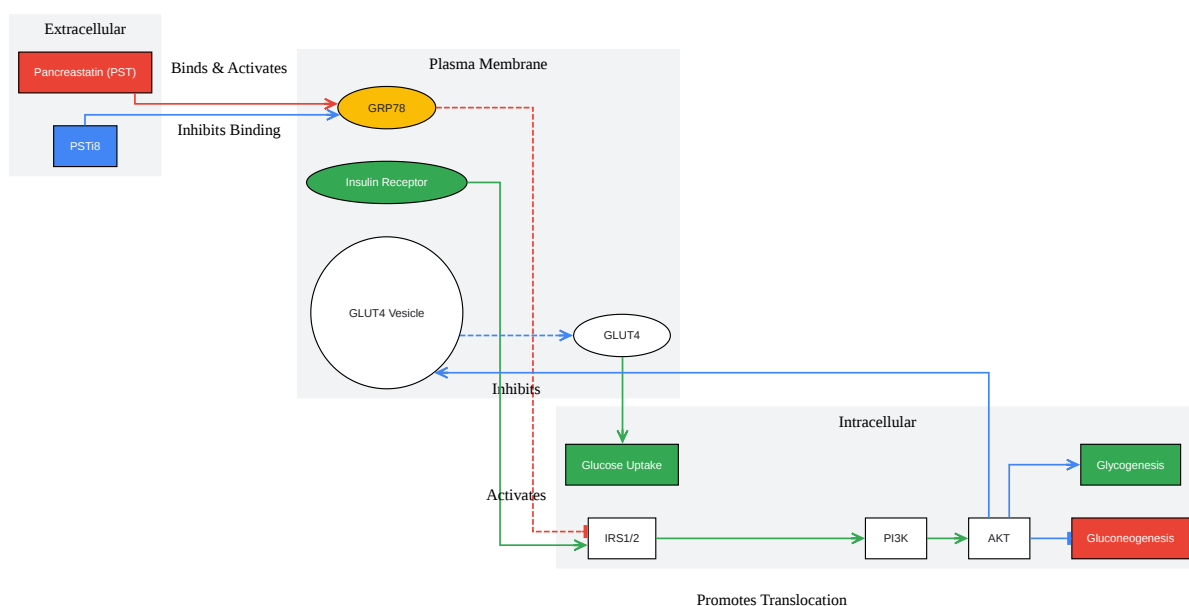 Extracellular
Pancreastatin (PST)
PSTi8
Binds & Activates
Inhibits Binding
Plasma Membrane
GRP78
Insulin Receptor
GLUT4 Vesicle
GLUT4
Inhibits
Activates
Intracellular
Glucose Uptake
Glycogenesis
IRS1/2
PI3K
AKT
Gluconeogenesis
Promotes Translocation